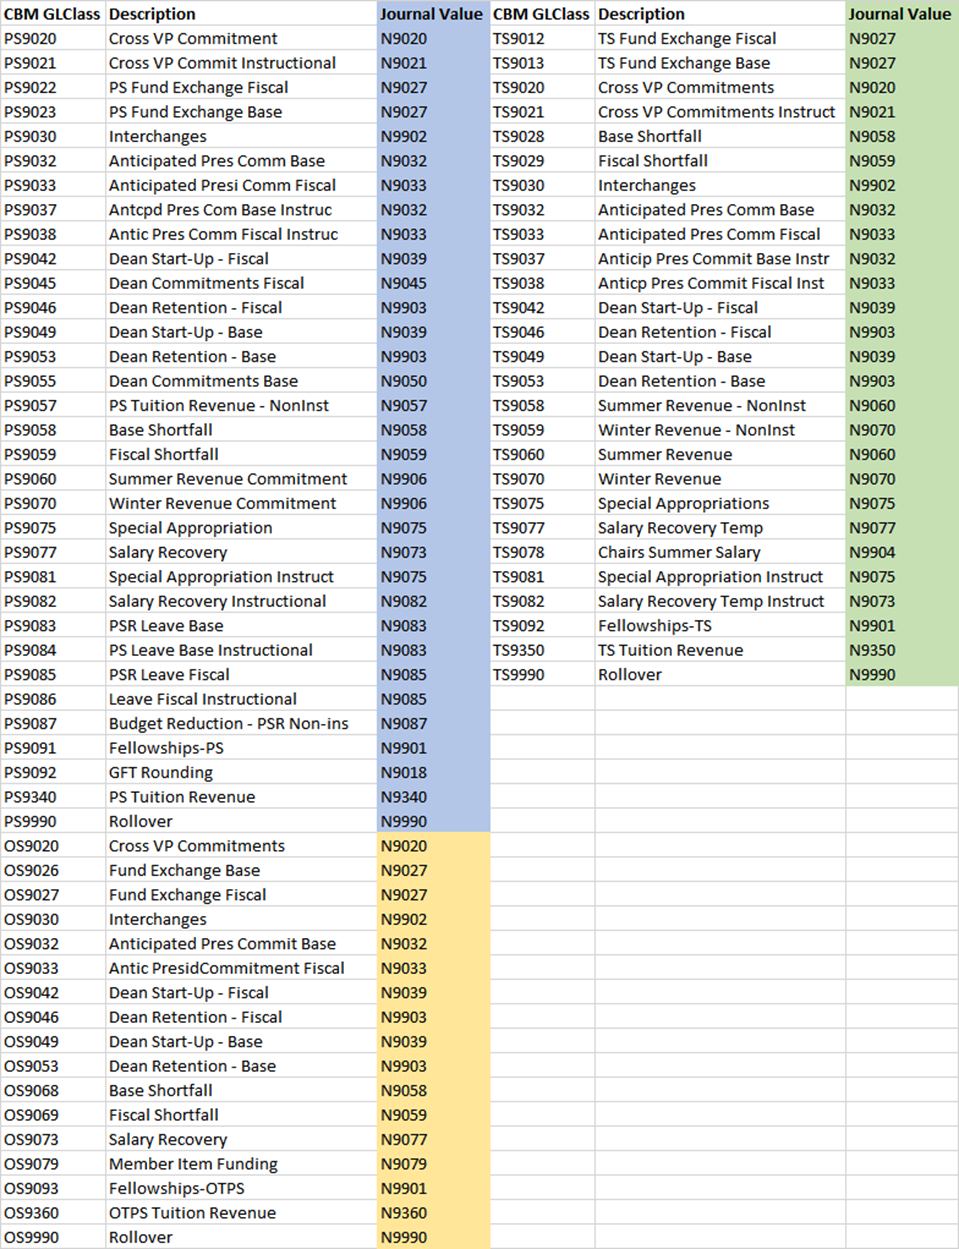 CBM GLClass Description Journal Value CBM GLClass Description Journal Value
PS9020 Cross VP Commitment N9020 TS9012 TS Fund Exchange Fiscal N9027
PS9021 Cross VP Commit Instructional N9021 TS9013 TS Fund Exchange Base N9027
PS9022 PS Fund Exchange Fiscal N9027 TS9020 Cross VP Commitments N9020
PS9023 PS Fund Exchange Base N9027 TS9021 Cross VP Commitments Instruct N9021
PS9030 Interchanges N9902 TS9028 Base Shortfall N9058
PS9032 Anticipated Pres Comm Base N9032 TS9029 Fiscal Shortfall N9059
PS9033 Anticipated Presi Comm Fiscal N9033 TS9030 Interchanges N9902
PS9037 Antcpd Pres Com Base Instruc N9032 TS9032 Anticipated Pres Comm Base N9032
PS9038 Antic Pres Comm Fiscal Instruc N9033 TS9033 Anticipated Pres Comm Fiscal N9033
PS9042 Dean Start-Up - Fiscal N9039 TS9037 Anticip Pres Commit Base Instr N9032
PS9045 Dean Commitments Fiscal N9045 TS9038 Anticp Pres Commit Fiscal Inst N9033
PS9046 Dean Retention - Fiscal N9903 TS9042 Dean Start-Up - Fiscal N9039
PS9049 Dean Start-Up - Base N9039 TS9046 Dean Retention - Fiscal N9903
PS9053 Dean Retention - Base N9903 TS9049 Dean Start-Up - Base N9039
PS9055 Dean Commitments Base N9050 TS9053 Dean Retention - Base N9903
PS9057 PS Tuition Revenue - NonInst N9057 TS9058 Summer Revenue - NonInst N9060
PS9058 Base Shortfall N9058 TS9059 Winter Revenue - NonInst N9070
PS9059 Fiscal Shortfall N9059 TS9060 Summer Revenue N9060
PS9060 Summer Revenue Commitment N9906 TS9070 Winter Revenue N9070
PS9070 Winter Revenue Commitment N9906 TS9075 Special Appropriations N9075
PS9075 Special Appropriation N9075 TS9077 Salary Recovery Temp N9077
PS9077 Salary Recovery N9073 TS9078 Chairs Summer Salary N9904
PS9081 Special Appropriation Instruct N9075 TS9081 Special Appropriation Instruct N9075
PS9082 Salary Recovery Instructional N9082 TS9082 Salary Recovery Temp Instruct N9073
PS9083 PSR Leave Base N9083 TS9092 Fellowships-TS N9901
PS9084 PS Leave Base Instructional N9083 TS9350 TS Tuition Revenue N9350
PS9085 PSR Leave Fiscal N9085 TS9990 Rollover N9990
PS9086 Leave Fiscal Instructional N9085
PS9087 Budget Reduction - PSR Non-ins N9087
PS9091 Fellowships-PS N9901
PS9092 GFT Rounding N9018
PS9340 PS Tuition Revenue N9340
PS9990 Rollover N9990
OS9020 Cross VP Commitments N9020
OS9026 Fund Exchange Base N9027
OS9027 Fund Exchange Fiscal N9027
OS9030 Interchanges N9902
OS9032 Anticipated Pres Commit Base N9032
OS9033 Antic PresidCommitment Fiscal N9033
OS9042 Dean Start-Up - Fiscal N9039
OS9046 Dean Retention - Fiscal N9903
OS9049 Dean Start-Up - Base N9039
OS9053 Dean Retention - Base N9903
OS9068 Base Shortfall N9058
OS9069 Fiscal Shortfall N9059
OS9073 Salary Recovery N9077
OS9079 Member Item Funding N9079
OS9093 Fellowships-OTPS N9901
OS9360 OTPS Tuition Revenue N9360
OS9990 Rollover N9990